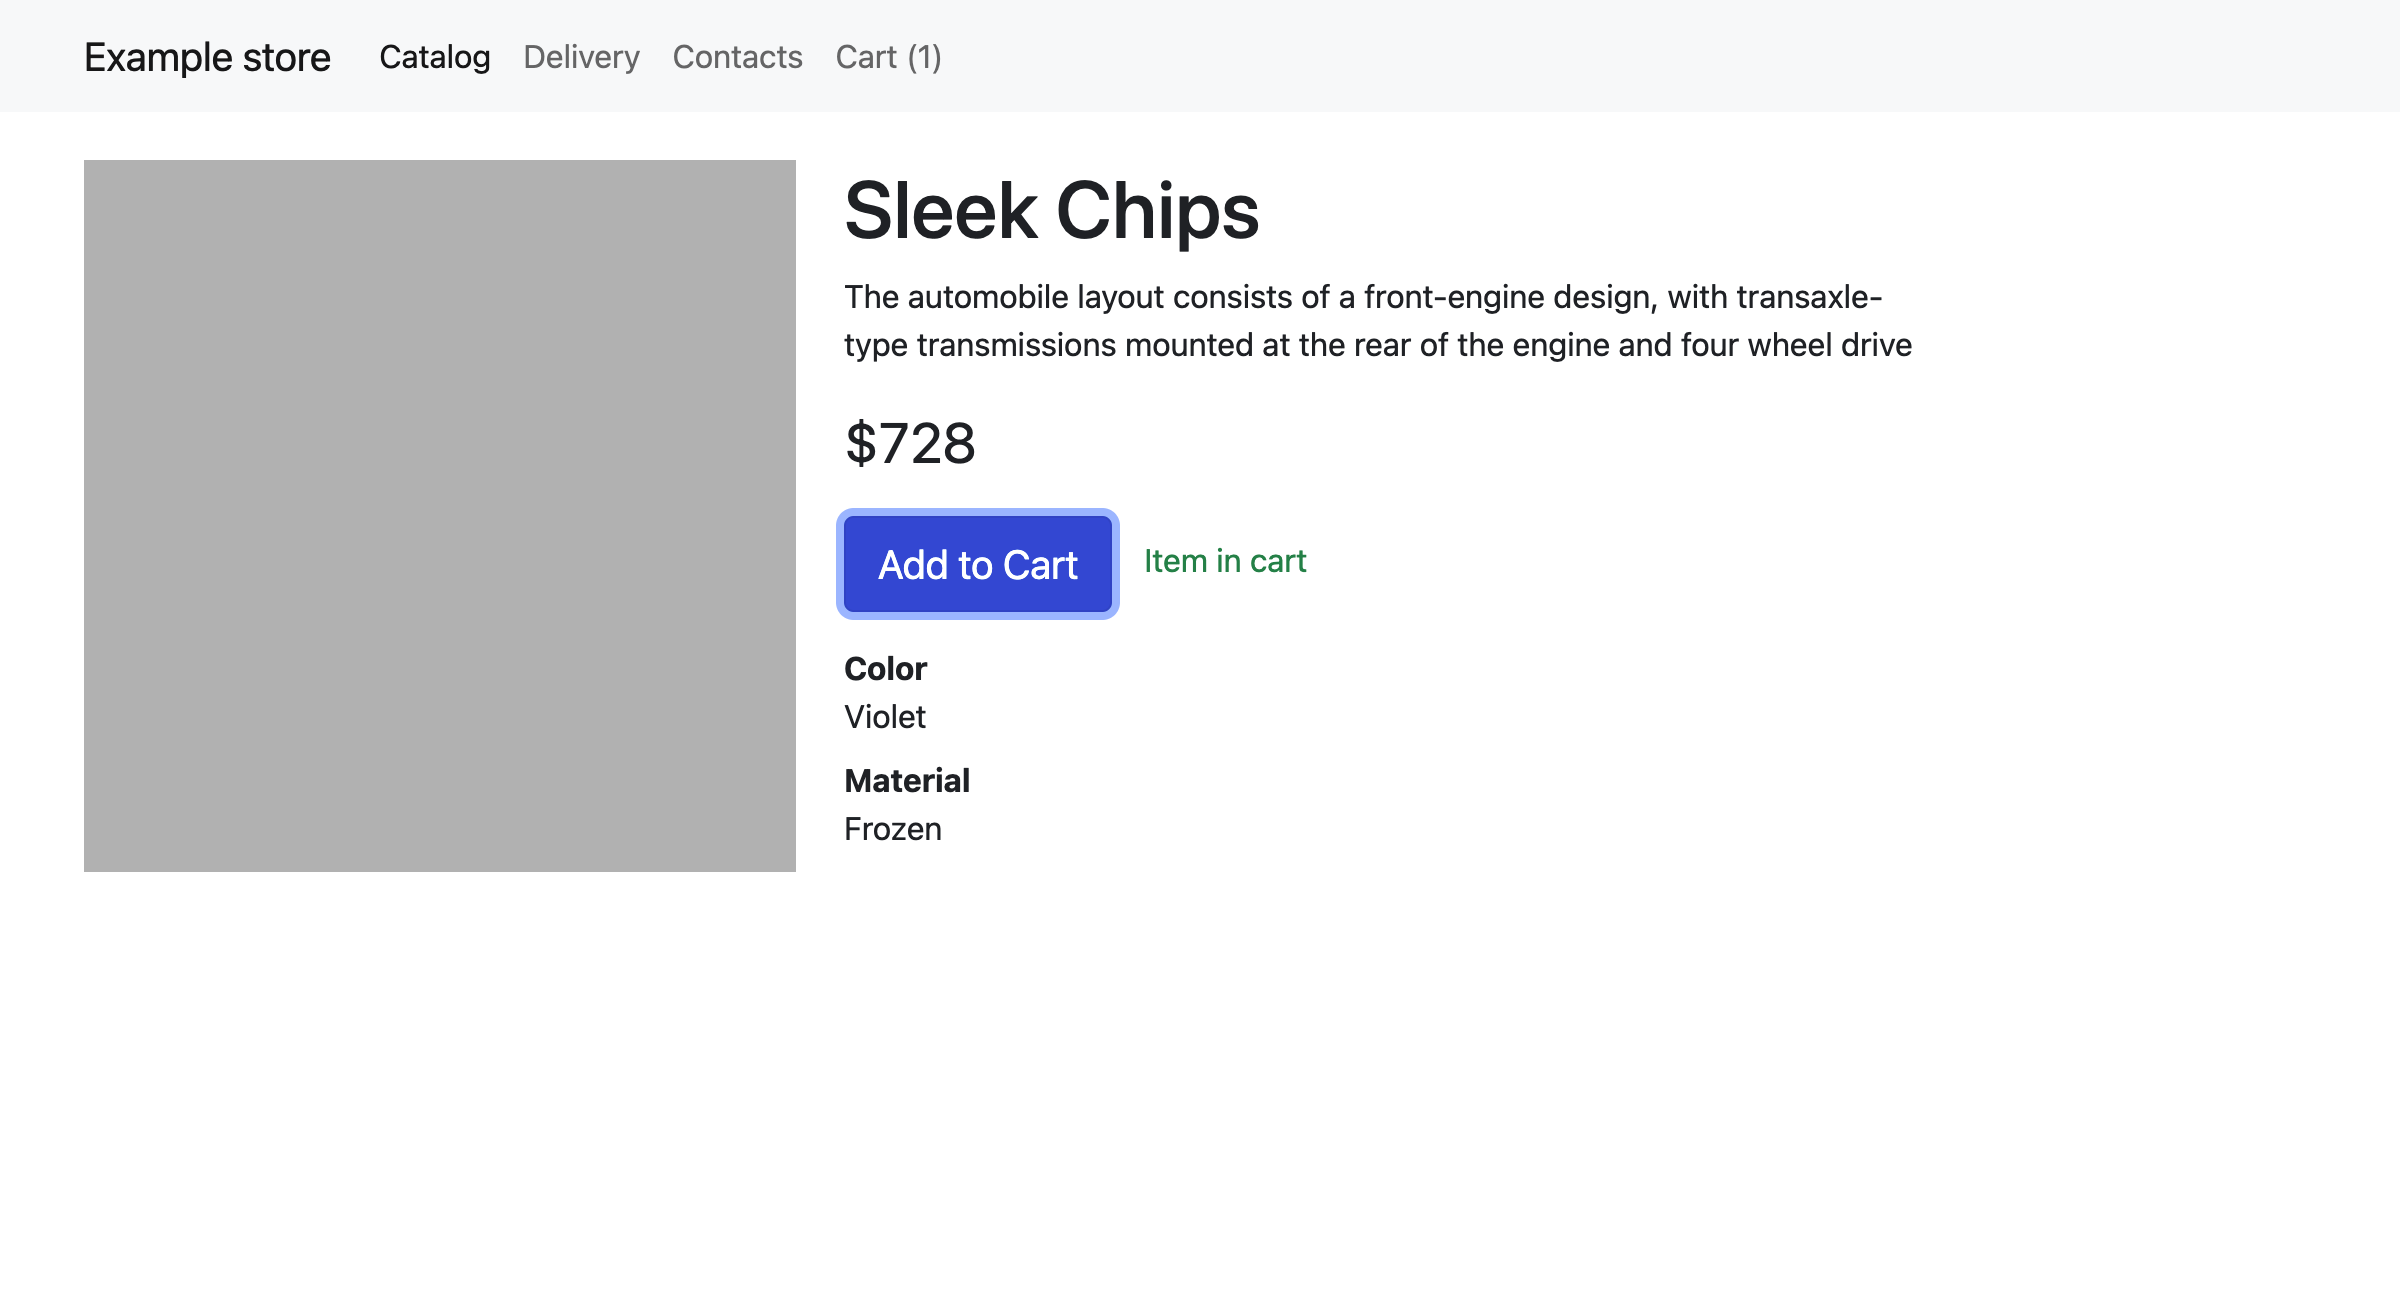 Example store Catalog Delivery Contacts Cart (1)
Sleek Chips
The automobile layout consists of a front-engine design, with transaxle-
type transmissions mounted at the rear of the engine and four wheel drive
$728
Add to Cart Item in cart
Color
Violet
Material
Frozen